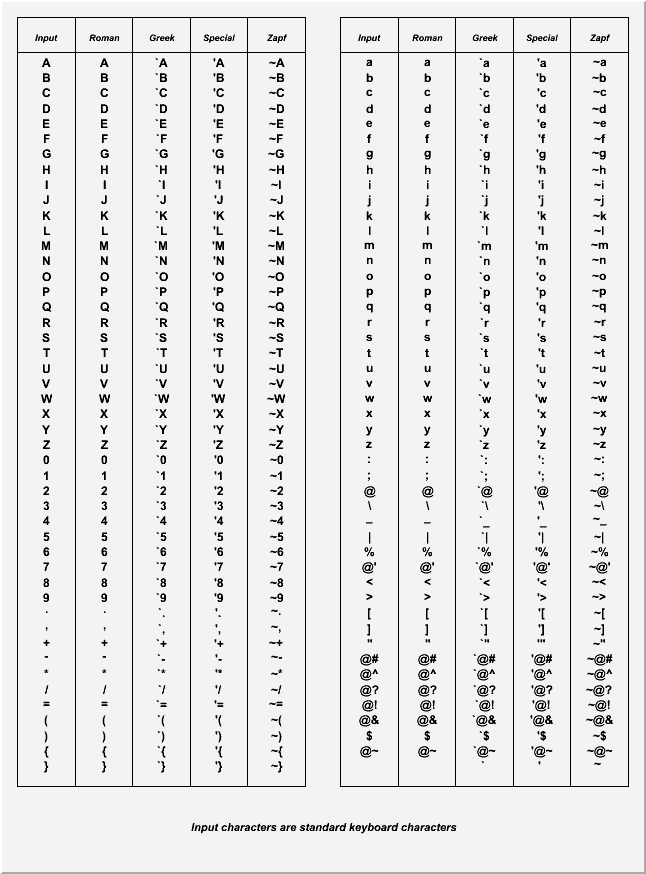 Input Roman Greek Special Zapf
A A `A 'A ~A
B B `B 'B ~B
C C `C 'C ~C
D D `D 'D ~D
E E `E 'E ~E
F F `F 'F ~F
G G `G 'G ~G
H H `H 'H ~H
I I `I 'I ~I
J J `J 'J ~J
K K `K 'K ~K
L L `L 'L ~L
M M `M 'M ~M
N N `N 'N ~N
O O `O 'O ~O
P P `P 'P ~P
Q Q `Q 'Q ~Q
R R `R 'R ~R
S S `S 'S ~S
T T `T 'T ~T
U U `U 'U ~U
V V `V 'V ~V
W W `W 'W ~W
X X `X 'X ~X
Y Y `Y 'Y ~Y
Z Z `Z 'Z ~Z
0 0 `0 '0 ~0
1 1 `1 '1 ~1
2 2 `2 '2 ~2
3 3 `3 '3 ~3
4 4 `4 '4 ~4
5 5 `5 '5 ~5
6 6 `6 '6 ~6
7 7 `7 '7 ~7
8 8 `8 '8 ~8
9 9 `9 '9 ~9
. . `. '. ~.
, , `, ', ~,
+ + `+ '+ ~+
- - `- '- ~-
* * `* '* ~*
/ / `/ '/ ~/
= = `= '= ~=
( ( `( '( ~(
) ) `) ') ~)
{ { `{ '{ ~{
} } `} '} ~}
Input Roman Greek Special Zapf
a a `a 'a ~a
b b `b 'b ~b
c c `c 'c ~c
d d `d 'd ~d
e e `e 'e ~e
f f `f 'f ~f
g g `g 'g ~g
h h `h 'h ~h
i i `i 'i ~i
j j `j 'j ~j
k k `k 'k ~k
l l `l 'l ~l
m m `m 'm ~m
n n `n 'n ~n
o o `o 'o ~o
p p `p 'p ~p
q q `q 'q ~q
r r `r 'r ~r
s s `s 's ~s
t t `t 't ~t
u u `u 'u ~u
v v `v 'v ~v
w w `w 'w ~w
x x `x 'x ~x
y y `y 'y ~y
z z `z 'z ~z
: : `: ': ~:
; ; `; '; ~;
@ @ `@ '@ ~@
\ \ `\ '\ ~\
_ _ `_ '_ ~_
| | `| '| ~|
% % `% '% ~%
@' @' `@' '@' ~@'
< < `< '< ~<
> > `> '> ~>
[ [ `[ '[ ~[
] ] `] '] ~]
" " `" '" ~"
@# @# `@# '@# ~@#
@^ @^ `@^ '@^ ~@^
@? @? `@? '@? ~@?
@! @! `@! '@! ~@!
@& @& `@& '@& ~@&
$ $ `$ '$ ~$
@~ @~ `@~ '@~ ~@~
` ' ~
Input characters are standard keyboard characters